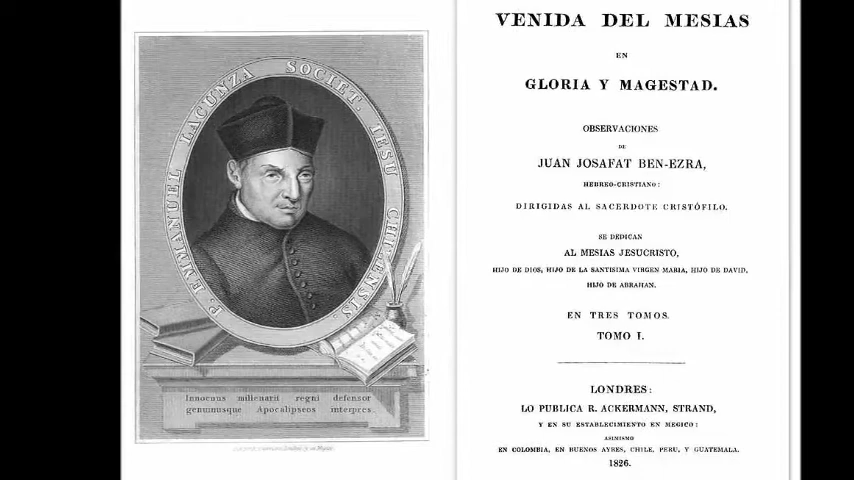 P. EMMANUEL LACUNZA SOCIET. IESU CHILENSIS
Innocuus millenarii regni defensor
genuinusque Apocalipseos interpres.
VENIDA DEL MESIAS
EN
GLORIA Y MAGESTAD.
OBSERVACIONES
DE
JUAN JOSAFAT BEN-EZRA,
HEBREO-CRISTIANO:
DIRIGIDAS AL SACERDOTE CRISTÓFILO.
SE DEDICAN
AL MESIAS JESUCRISTO,
HIJO DE DIOS, HIJO DE LA SANTISIMA VIRGEN MARIA, HIJO DE DAVID,
HIJO DE ABRAHAN.
EN TRES TOMOS.
TOMO I.
LONDRES:
LO PUBLICA R. ACKERMANN, STRAND,
Y EN SU ESTABLECIMIENTO EN MEGICO:
ASIMISMO
EN COLOMBIA, EN BUENOS AYRES, CHILE, PERU, Y GUATEMALA.
1826.